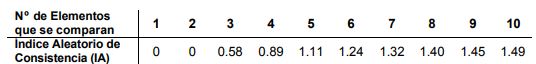 Nº de Elementos
que se comparan 1 2 3 4 5 6 7 8 9 10
Indice Aleatorio de
Consistencia (IA) 0 0 0.58 0.89 1.11 1.24 1.32 1.40 1.45 1.49